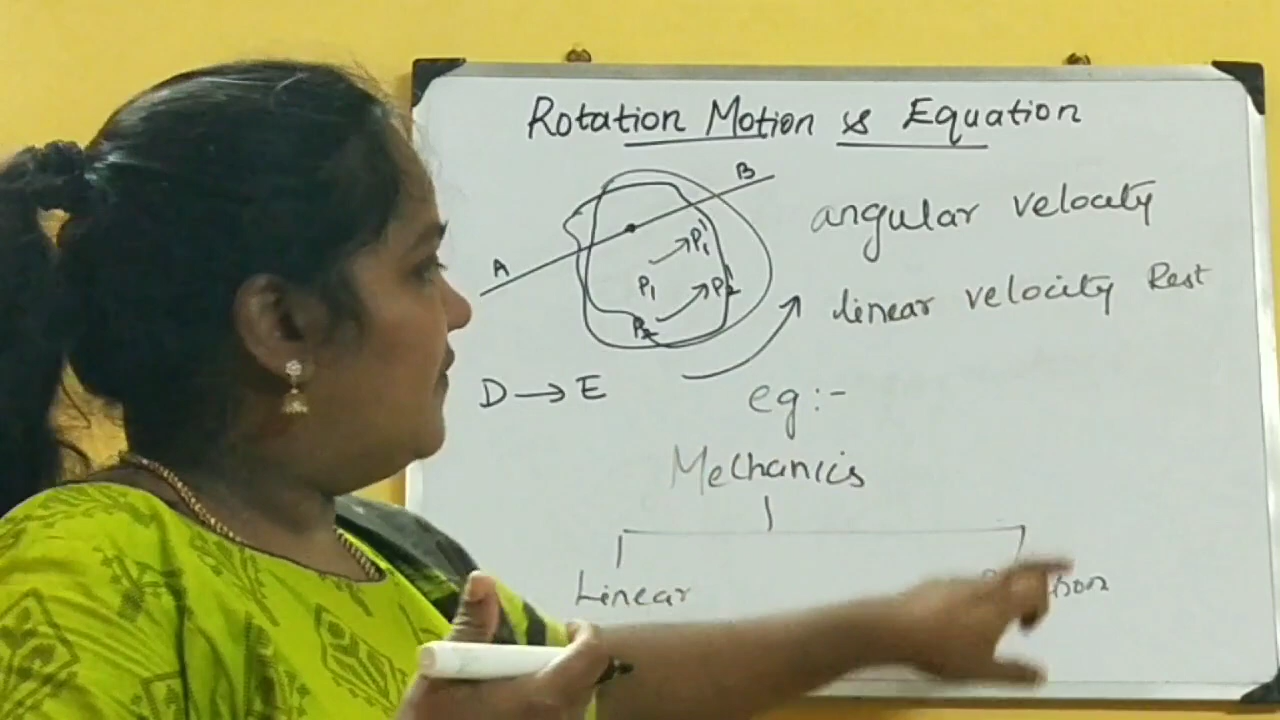 Rotation Motion & Equation
B
angular velocity
A
P₁'
P₁
P₂'
linear velocity Rest
P₂
D → E
eg:-
Mechanics
Linear